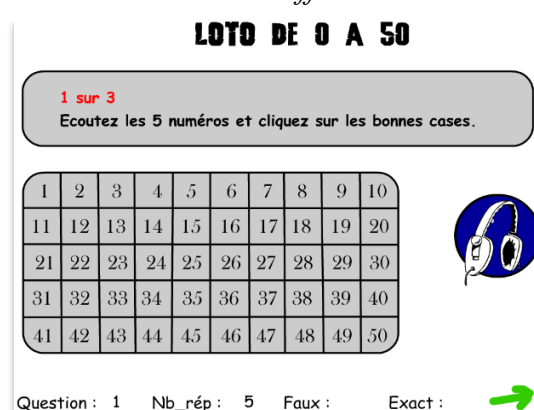 LOTO DE 0 A 50
1 sur 3
Ecoutez les 5 numéros et cliquez sur les bonnes cases.
1 2 3 4 5 6 7 8 9 10
11 12 13 14 15 16 17 18 19 20
21 22 23 24 25 26 27 28 29 30
31 32 33 34 35 36 37 38 39 40
41 42 43 44 45 46 47 48 49 50
Question : 1 Nb_rép : 5 Faux : Exact :